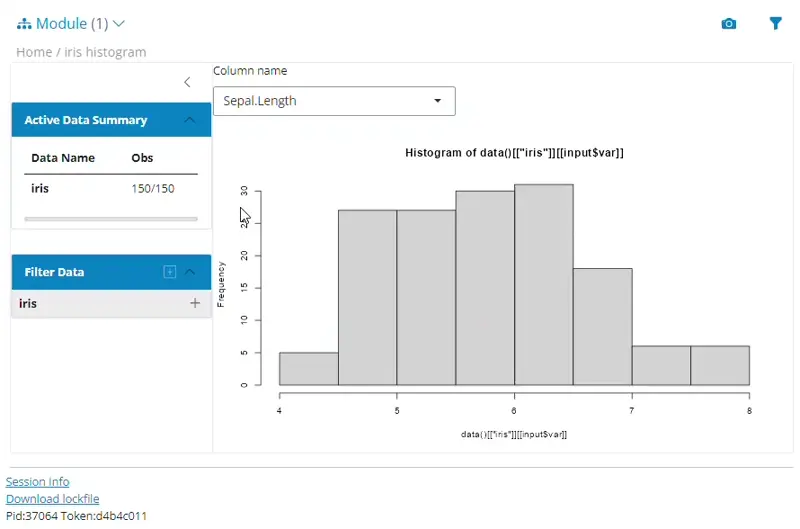 Module (1)
Home / iris histogram
Column name
Sepal.Length
Active Data Summary
Data Name Obs
iris 150/150
Filter Data
iris
Histogram of data()[["iris"]][[input$var]]
Frequency
30
25
20
15
10
5
0
4 5 6 7 8
data()[["iris"]][[input$var]]
Session Info
Download lockfile
Pid:37064 Token:d4b4c011